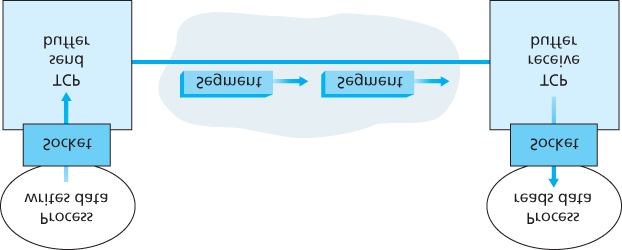 Process
writes data
Socket
TCP
send
buffer
Segment
Segment
Process
reads data
Socket
TCP
receive
buffer